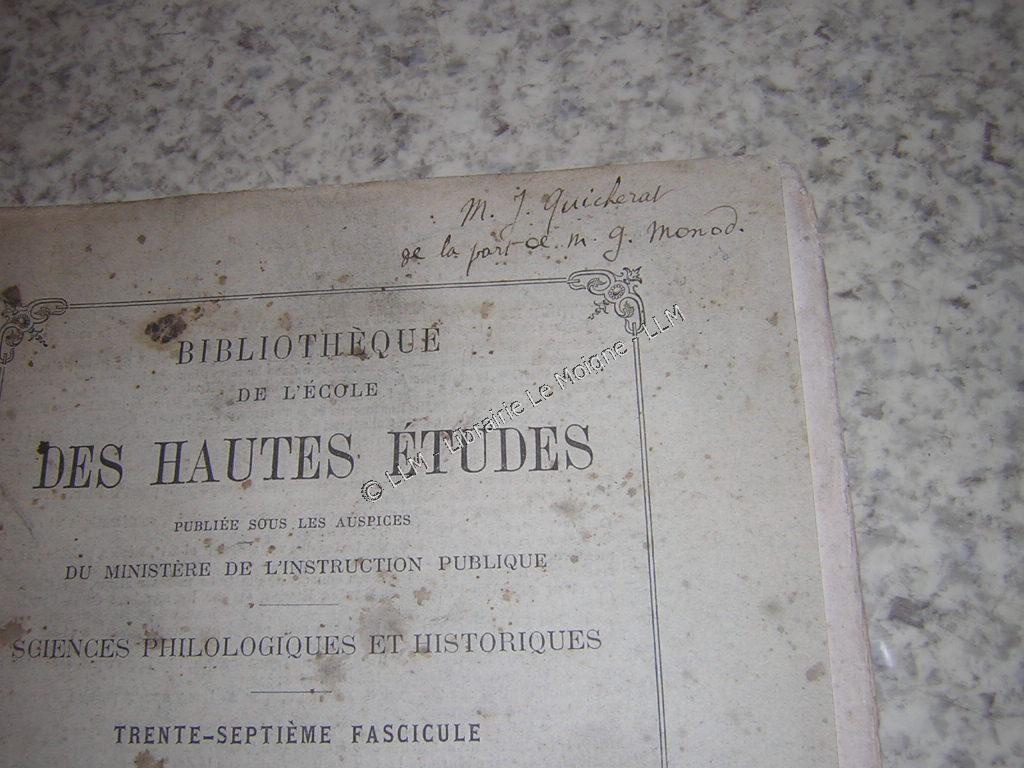 M. J. Quicherat
de la part de M. G. Monod.
BIBLIOTHÈQUE
DE L'ÉCOLE
DES HAUTES ÉTUDES
PUBLIÉE SOUS LES AUSPICES
DU MINISTÈRE DE L'INSTRUCTION PUBLIQUE
SCIENCES PHILOLOGIQUES ET HISTORIQUES
TRENTE-SEPTIÈME FASCICULE
© LLM - Librairie Le Moigne - LLM